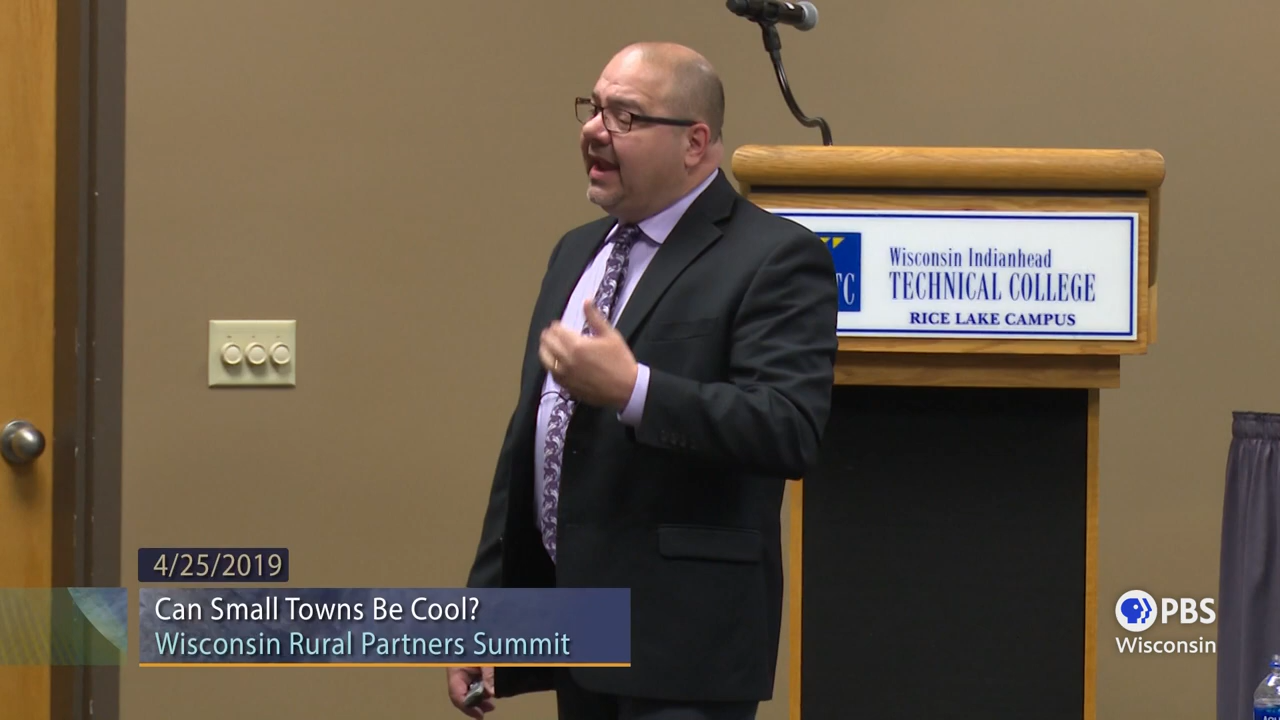 Wisconsin Indianhead
TECHNICAL COLLEGE
RICE LAKE CAMPUS
4/25/2019
Can Small Towns Be Cool?
Wisconsin Rural Partners Summit
PBS
Wisconsin